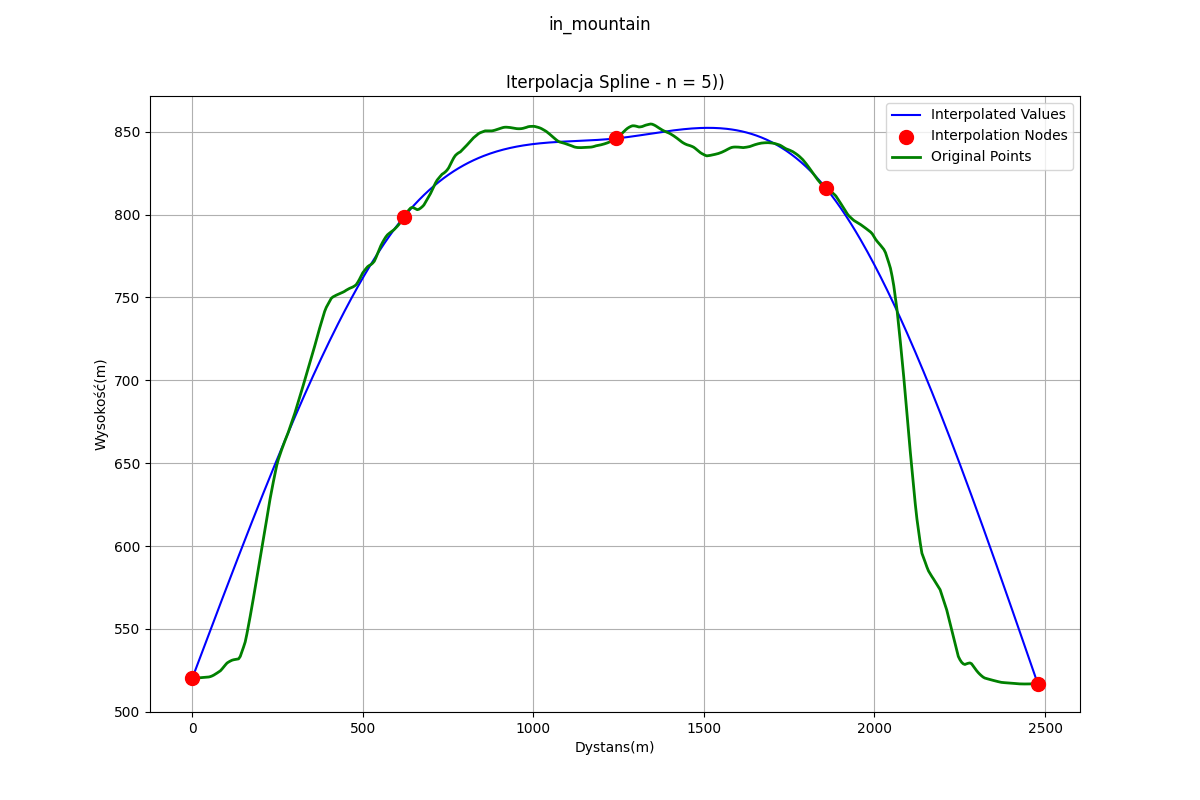 in_mountain
Iterpolacja Spline - n = 5))
Interpolated Values
Interpolation Nodes
Original Points
Wysokość(m)
850
800
750
700
650
600
550
500
0
500
1000
1500
2000
2500
Dystans(m)